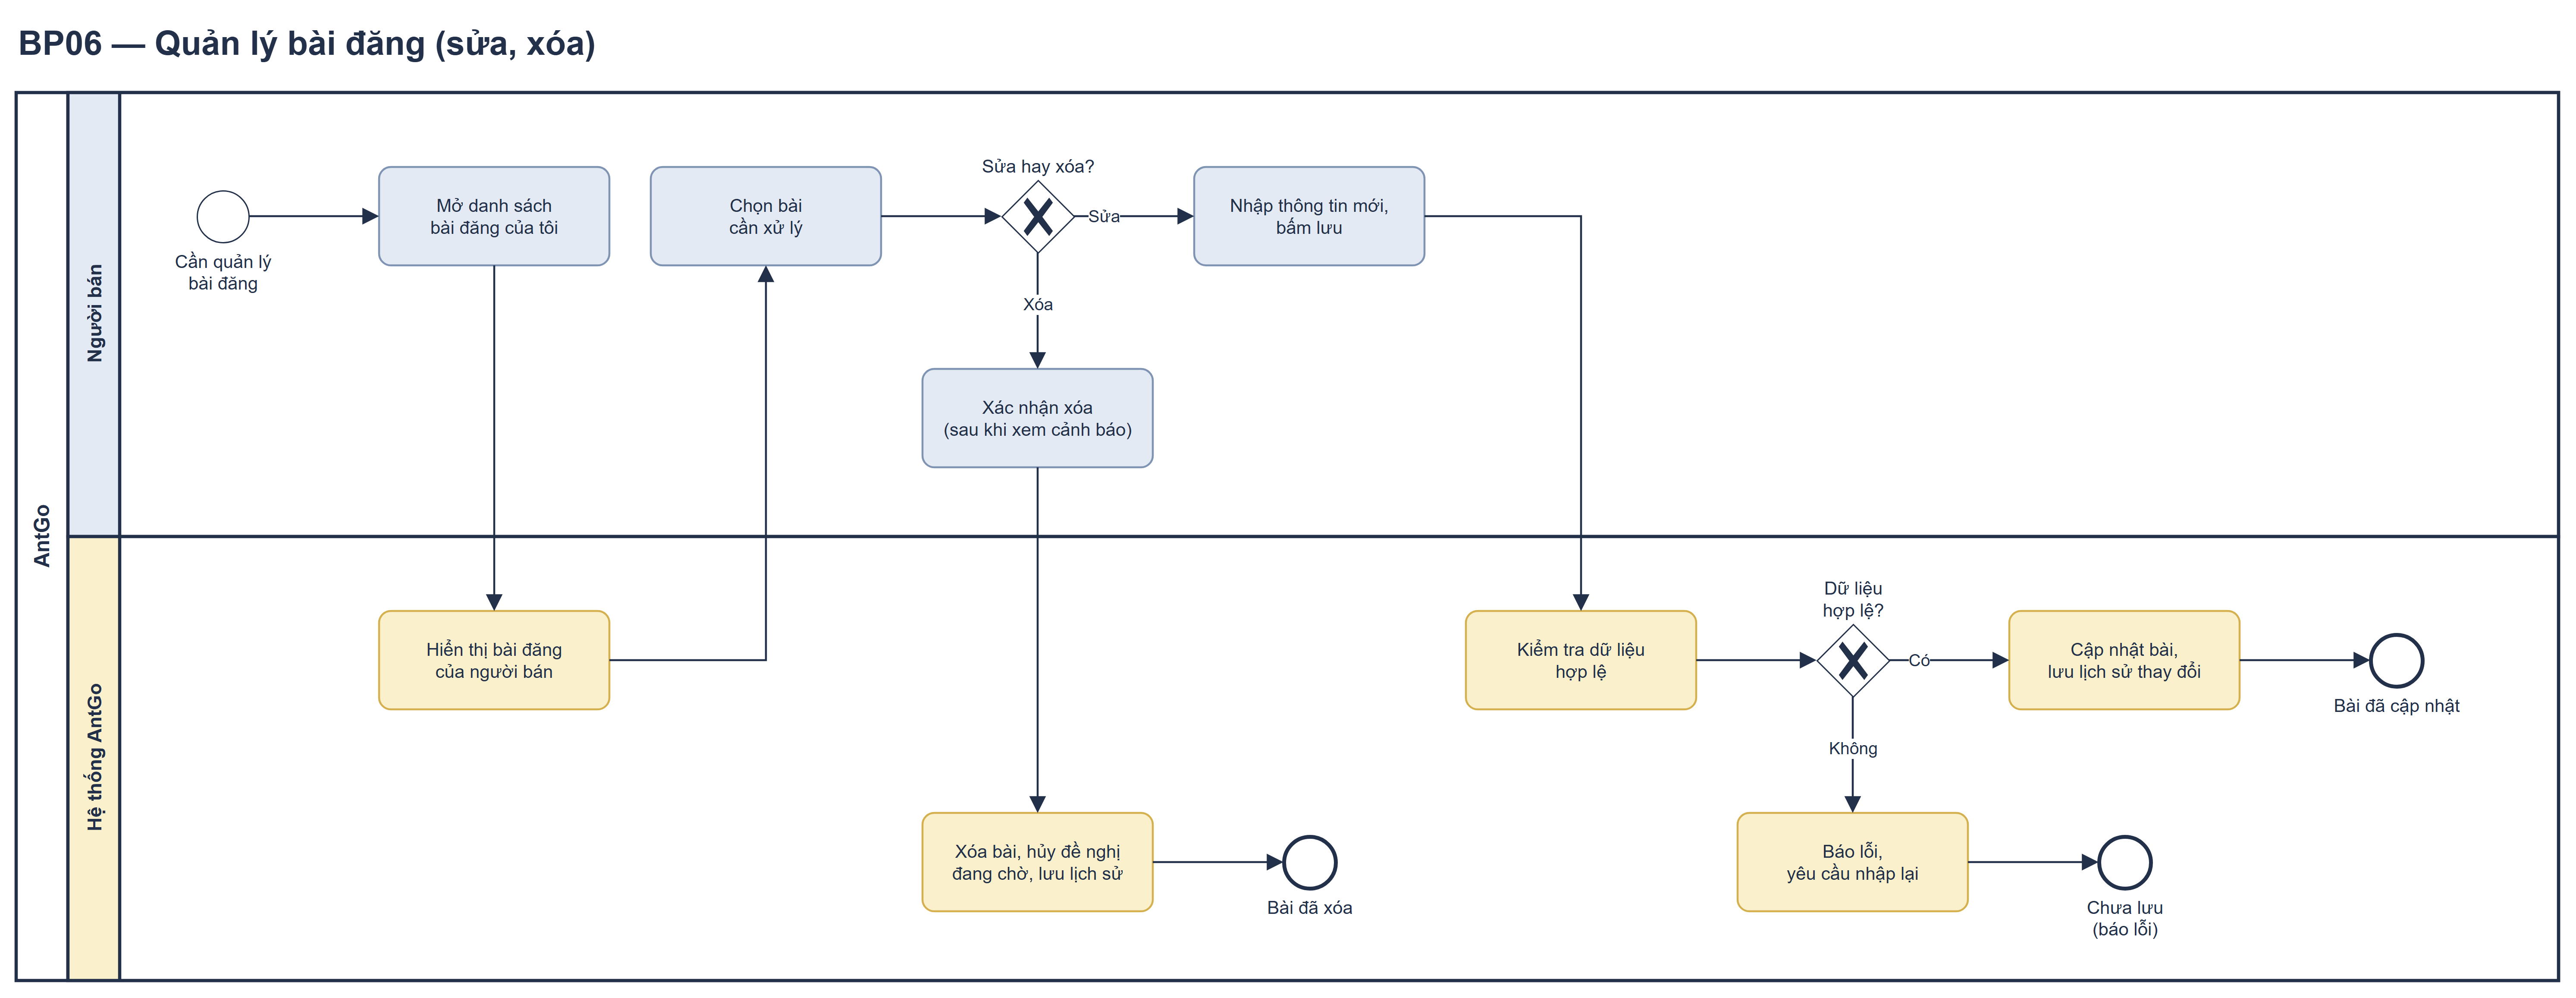 BP06 — Quản lý bài đăng (sửa, xóa)
AntGo
Người bán
Cần quản lý
bài đăng
Mở danh sách
bài đăng của tôi
Chọn bài
cần xử lý
Sửa hay xóa?
Sửa
Nhập thông tin mới,
bấm lưu
Xóa
Xác nhận xóa
(sau khi xem cảnh báo)
Hệ thống AntGo
Hiển thị bài đăng
của người bán
Kiểm tra dữ liệu
hợp lệ
Dữ liệu
hợp lệ?
Có
Cập nhật bài,
lưu lịch sử thay đổi
Bài đã cập nhật
Không
Xóa bài, hủy đề nghị
đang chờ, lưu lịch sử
Bài đã xóa
Báo lỗi,
yêu cầu nhập lại
Chưa lưu
(báo lỗi)